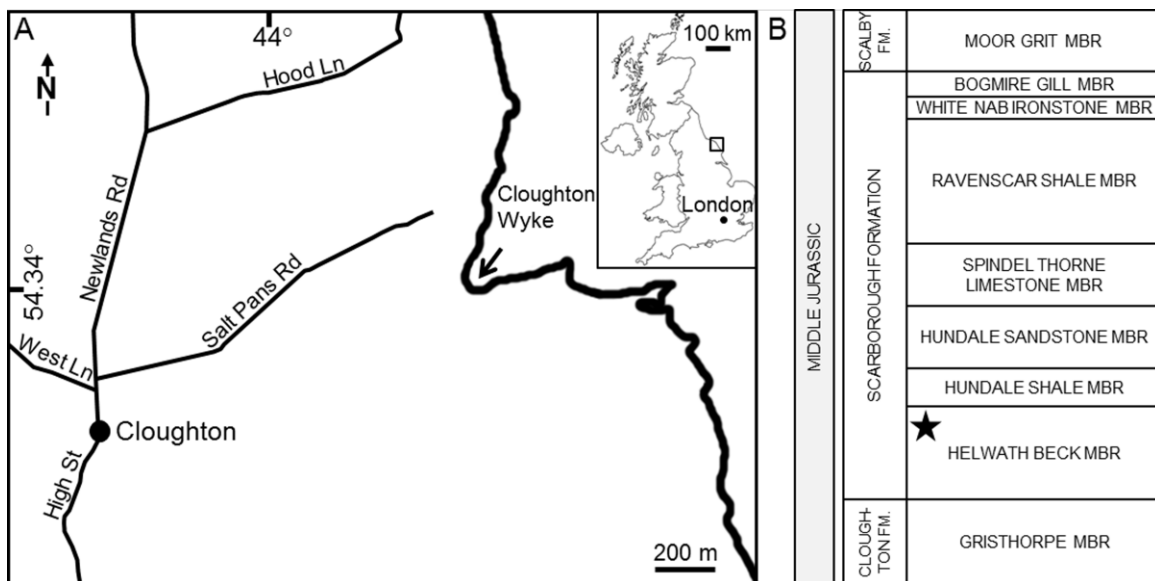 A
44°
N
Hood Ln
100 km
London
Newlands Rd
Cloughton
Wyke
54.34°
Salt Pans Rd
West Ln
Cloughton
High St
200 m
B
MIDDLE JURASSIC
SCALBY
FM.
MOOR GRIT MBR
SCARBOROUGH FORMATION
BOGMIRE GILL MBR
WHITE NAB IRONSTONE MBR
RAVENSCAR SHALE MBR
SPINDEL THORNE
LIMESTONE MBR
HUNDALE SANDSTONE MBR
HUNDALE SHALE MBR
HELWATH BECK MBR
CLOUGH-
TON FM.
GRISTHORPE MBR